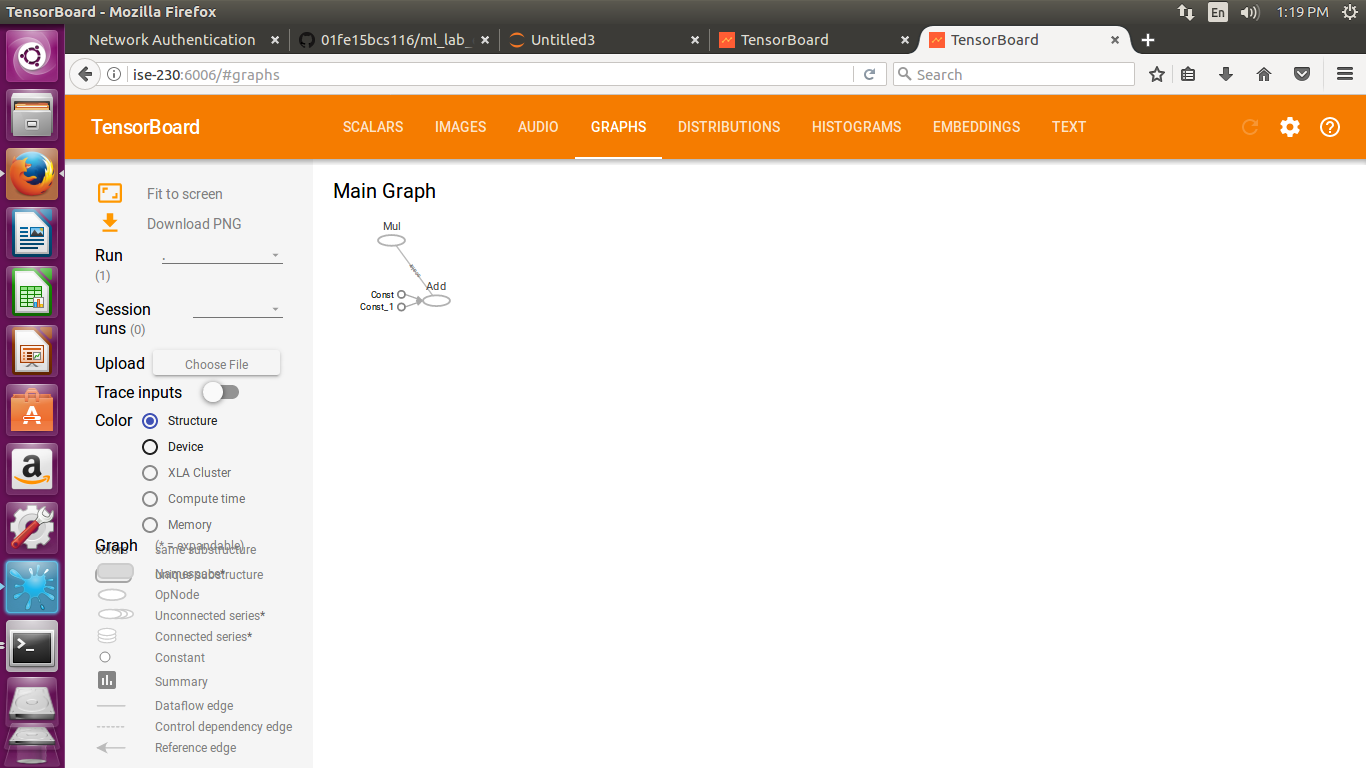 TensorBoard - Mozilla Firefox
En
1:19 PM
Network Authentication
01fe15bcs116/ml_lab_
Untitled3
TensorBoard
TensorBoard
ise-230:6006/#graphs
Search
TensorBoard
SCALARS
IMAGES
AUDIO
GRAPHS
DISTRIBUTIONS
HISTOGRAMS
EMBEDDINGS
TEXT
Fit to screen
Download PNG
Run
(1)
.
Session
runs (0)
Upload
Choose File
Trace inputs
Color
Structure
Device
XLA Cluster
Compute time
Memory
Graph
(* = expandable)
colors
same substructure
Namespace*
unique substructure
OpNode
Unconnected series*
Connected series*
Constant
Summary
Dataflow edge
Control dependency edge
Reference edge
Main Graph
Mul
Add
Const
Const_1